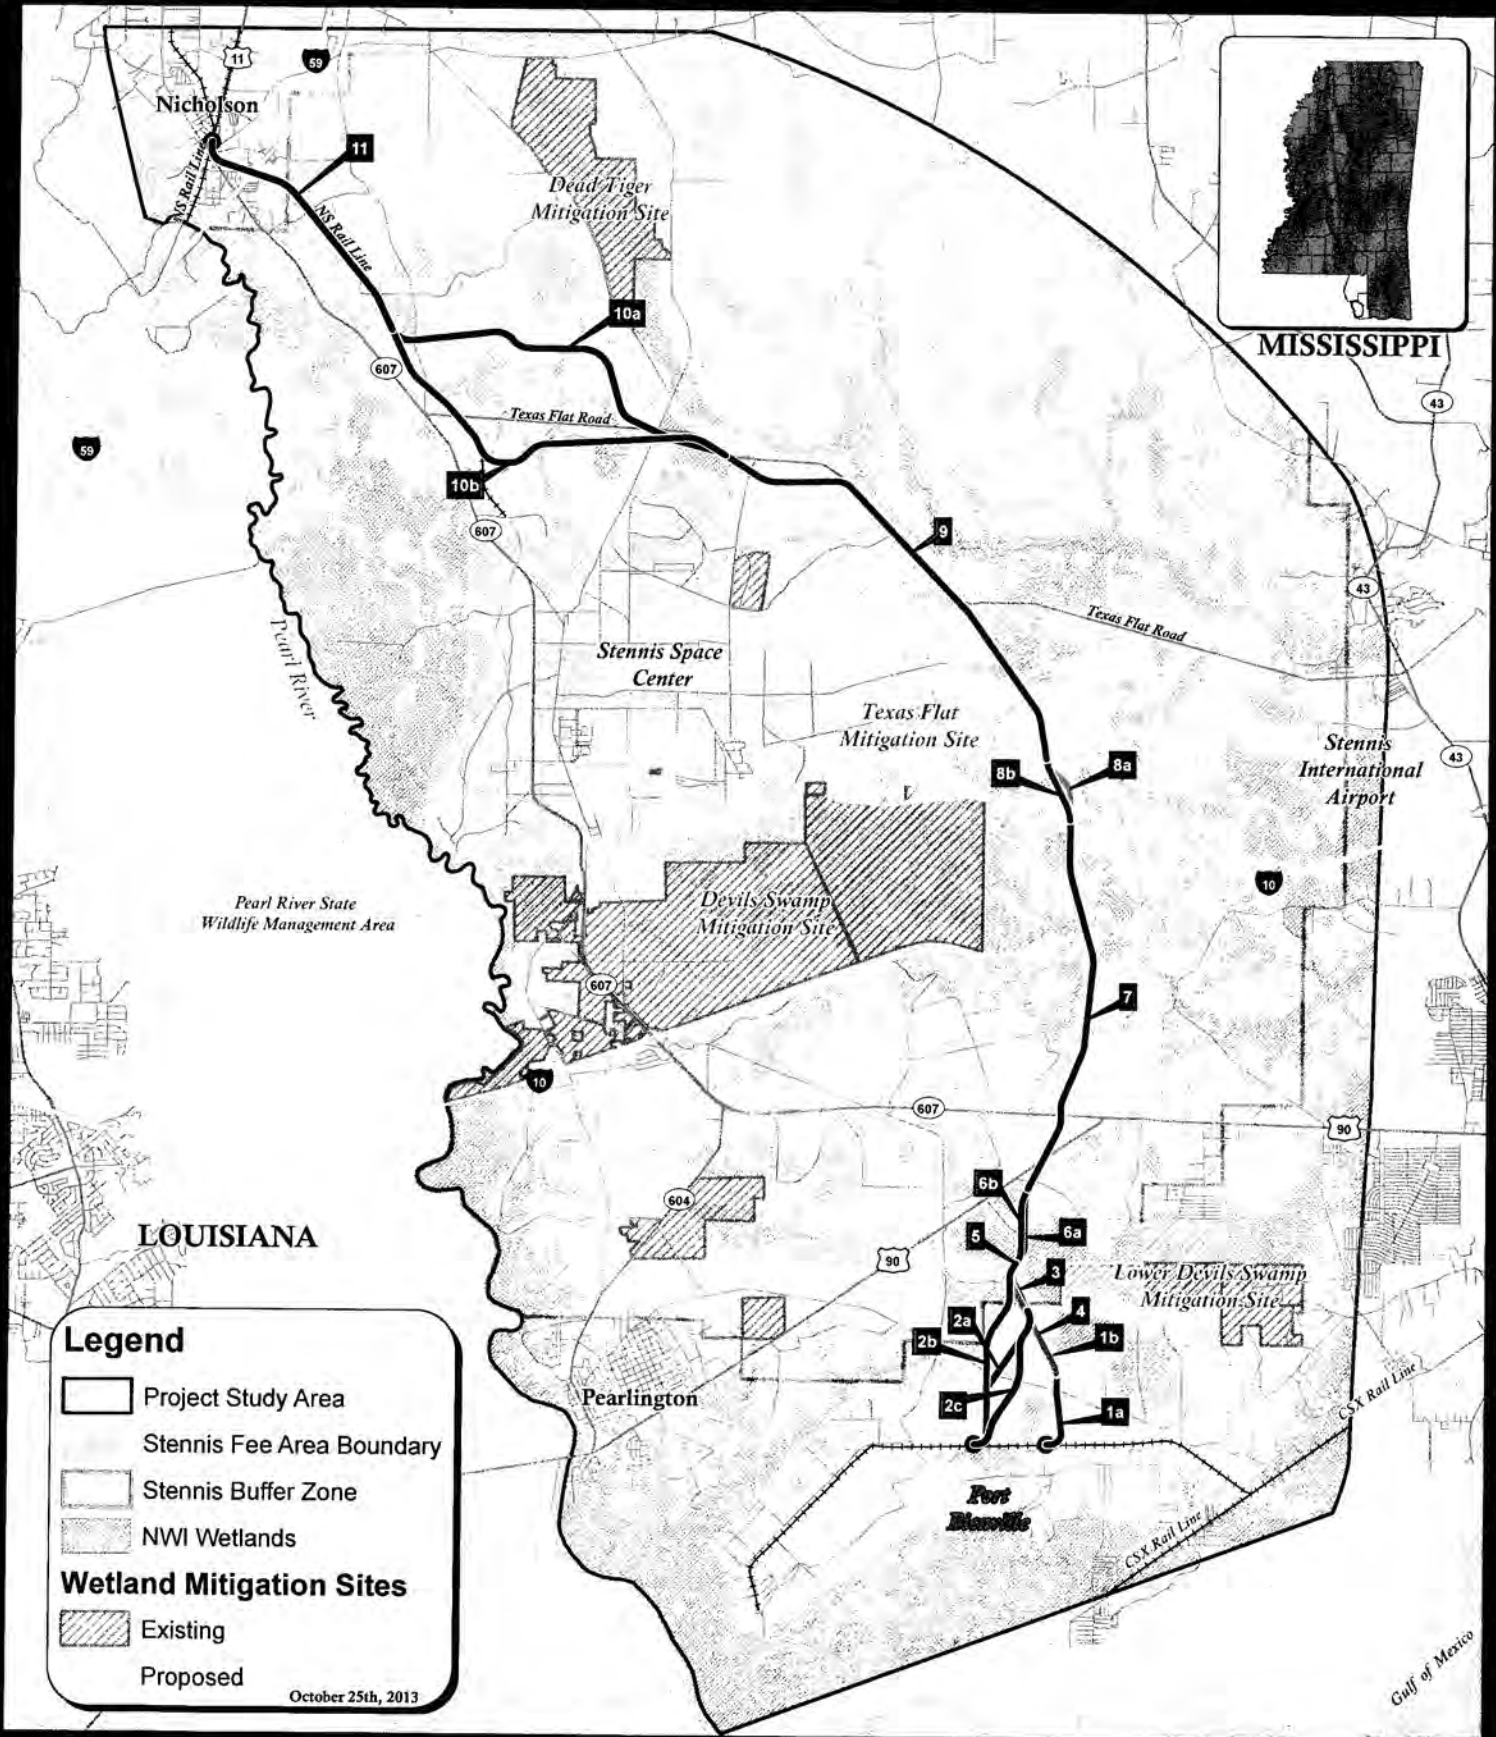 11
59
Nicholson
11
NS Rail Line
NS Rail Line
Dead Tiger
Mitigation Site
MISSISSIPPI
10a
607
43
Texas Flat Road
59
10b
607
9
43
Texas Flat Road
Pearl River
Stennis Space
Center
Texas Flat
Mitigation Site
Stennis
International
Airport
43
8b
8a
10
Pearl River State
Wildlife Management Area
Devils Swamp
Mitigation Site
607
7
10
607
90
6b
604
6a
5
LOUISIANA
90
3
Lower Devils Swamp
Mitigation Site
4
2a
2b
1b
Pearlington
2c
1a
CSX Rail Line
Port
Bienville
CSX Rail Line
Gulf of Mexico
Legend
Project Study Area
Stennis Fee Area Boundary
Stennis Buffer Zone
NWI Wetlands
Wetland Mitigation Sites
Existing
Proposed
October 25th, 2013